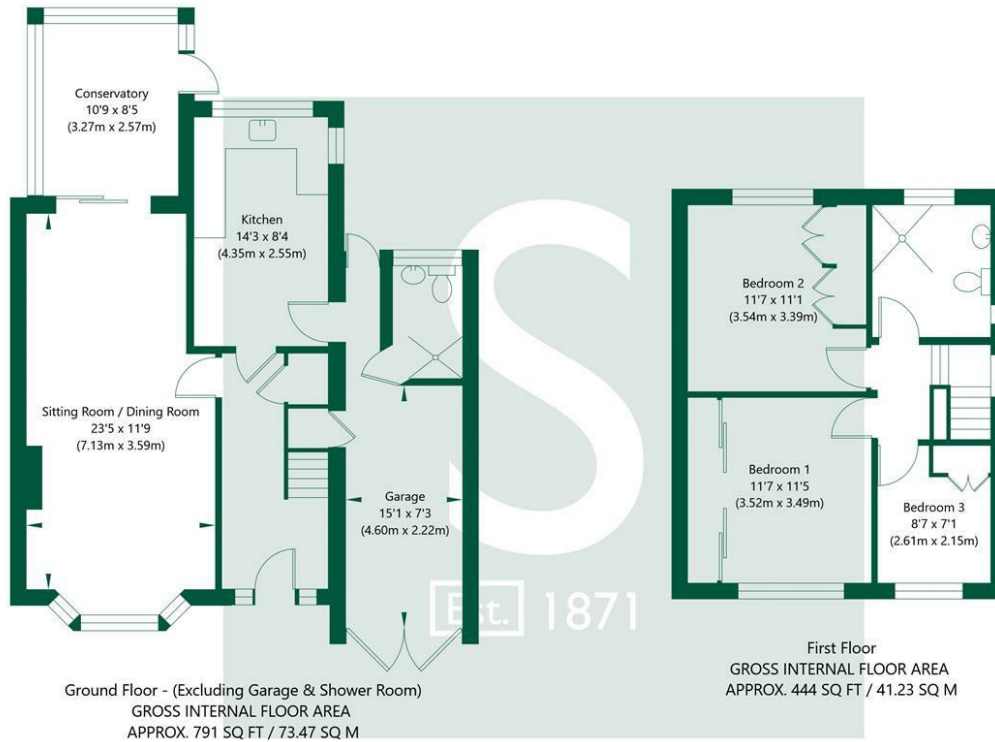 Conservatory
10'9 x 8'5
(3.27m x 2.57m)
Kitchen
14'3 x 8'4
(4.35m x 2.55m)
Sitting Room / Dining Room
23'5 x 11'9
(7.13m x 3.59m)
Garage
15'1 x 7'3
(4.60m x 2.22m)
Ground Floor - (Excluding Garage & Shower Room)
GROSS INTERNAL FLOOR AREA
APPROX. 791 SQ FT / 73.47 SQ M
Bedroom 2
11'7 x 11'1
(3.54m x 3.39m)
Bedroom 1
11'7 x 11'5
(3.52m x 3.49m)
Bedroom 3
8'7 x 7'1
(2.61m x 2.15m)
First Floor
GROSS INTERNAL FLOOR AREA
APPROX. 444 SQ FT / 41.23 SQ M
S
Est. 1871